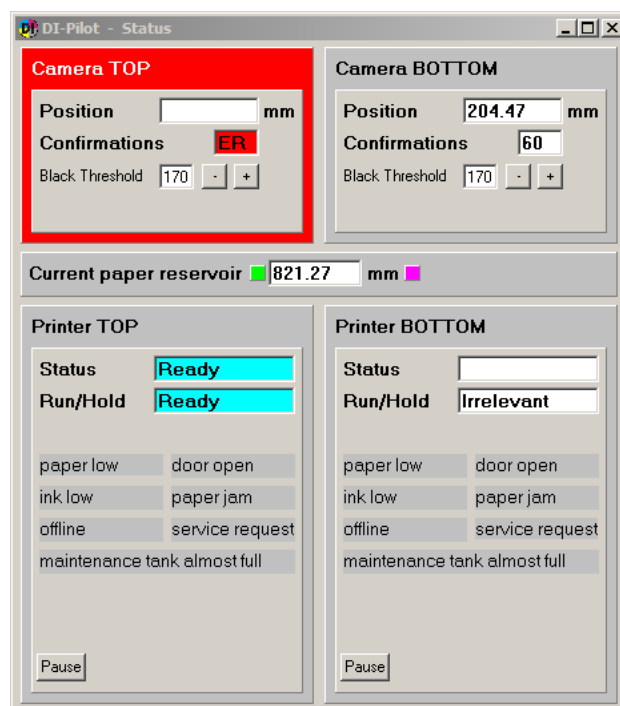 DI-Pilot - Status
Camera TOP
Position mm
Confirmations ER
Black Threshold 170 - +
Camera BOTTOM
Position 204.47 mm
Confirmations 60
Black Threshold 170 - +
Current paper reservoir 821.27 mm
Printer TOP
Status Ready
Run/Hold Ready
paper low door open
ink low paper jam
offline service request
maintenance tank almost full
Pause
Printer BOTTOM
Status
Run/Hold Irrelevant
paper low door open
ink low paper jam
offline service request
maintenance tank almost full
Pause